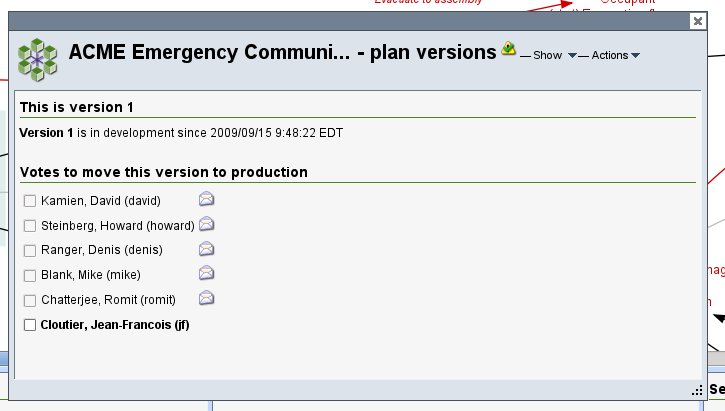 Evacuate to assembly
Occupant
ACME Emergency Communi... - plan versions
Show
Actions
This is version 1
Version 1 is in development since 2009/09/15 9:48:22 EDT
Votes to move this version to production
Kamien, David (david)
Steinberg, Howard (howard)
Ranger, Denis (denis)
Blank, Mike (mike)
Chatterjee, Romit (romit)
Cloutier, Jean-Francois (jf)